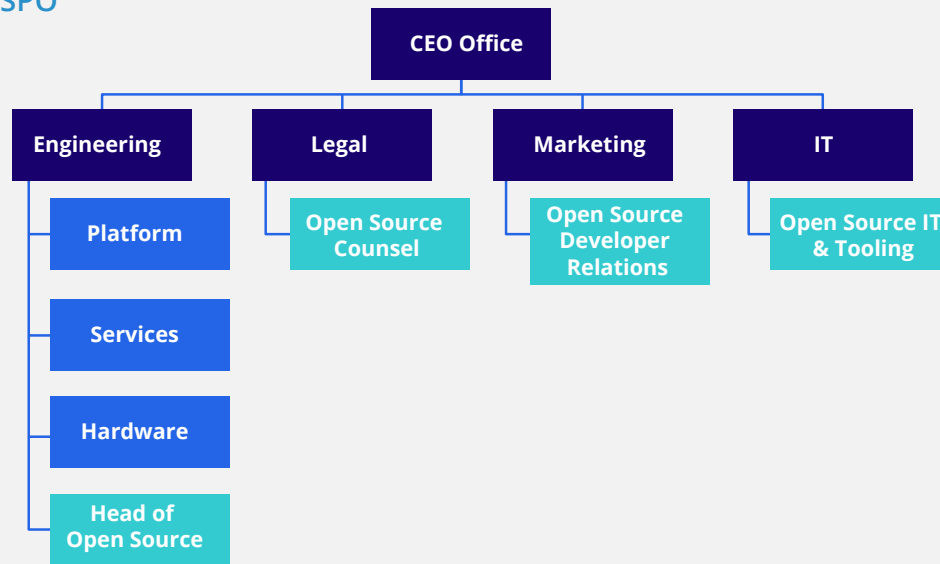 SPO
CEO Office
Engineering
Legal
Marketing
IT
Platform
Open Source
Counsel
Open Source
Developer
Relations
Open Source IT
& Tooling
Services
Hardware
Head of
Open Source